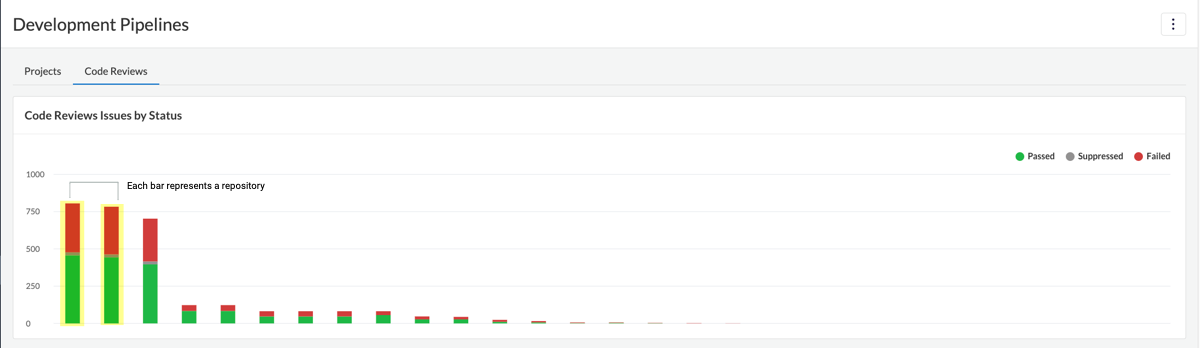 Development Pipelines
Projects Code Reviews
Code Reviews Issues by Status
Passed Suppressed Failed
1000
Each bar represents a repository
750
500
250
0